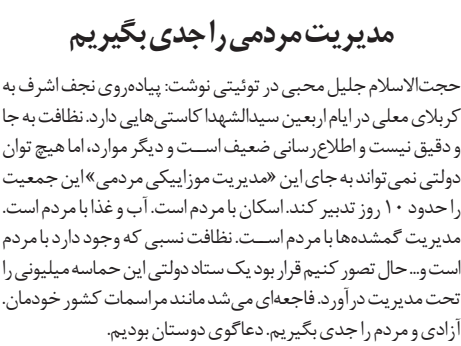 مدیریت مردمی را جدی بگیریم
حجت‌الاسلام جلیل محبی در توئیتی نوشت: پیاده‌روی نجف اشرف به
کربلای معلی در ایام اربعین سیدالشهدا کاستی‌هایی دارد. نظافت به جا
و دقیق نیست و اطلاع‌رسانی ضعیف اســت و دیگر موارد، اما هیچ توان
دولتی نمی‌تواند به جای این «مدیریت موزاییکی مردمی» این جمعیت
را حدود ۱۰ روز تدبیر کند. اسکان با مردم است. آب و غذا با مردم است.
مدیریت گمشده‌ها با مردم اســت. نظافت نسبی که وجود دارد با مردم
است و... حال تصور کنیم قرار بود یک ستاد دولتی این حماسه میلیونی را
تحت مدیریت درآورد. فاجعه‌ای می‌شد مانند مراسمات کشور خودمان.
آزادی و مردم را جدی بگیریم. دعاگوی دوستان بودیم.